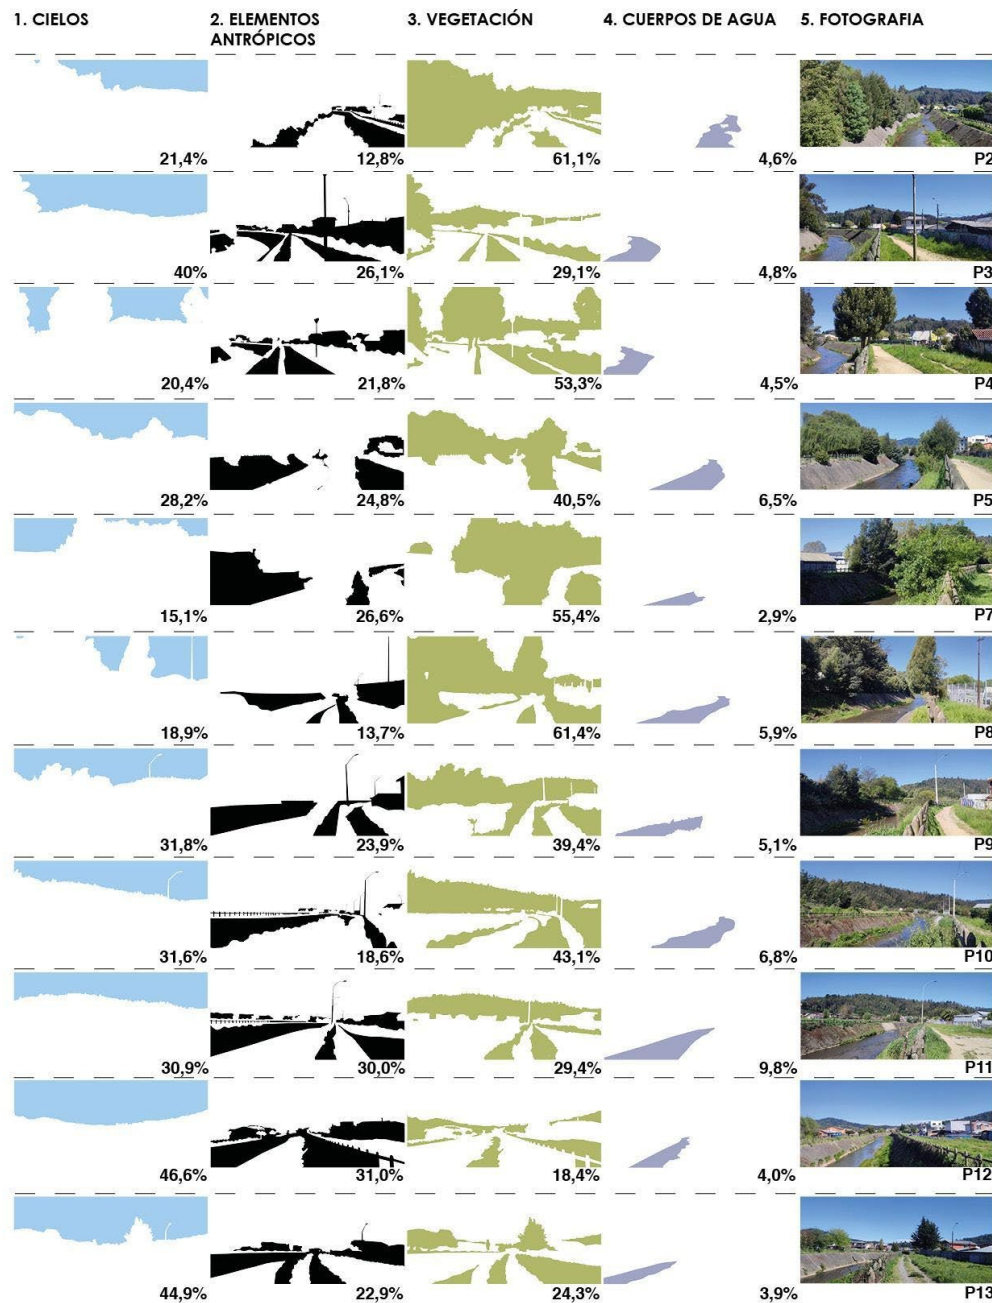 1. CIELOS
2. ELEMENTOS
ANTRÓPICOS
3. VEGETACIÓN
4. CUERPOS DE AGUA
5. FOTOGRAFIA
21,4% 12,8% 61,1% 4,6% P2
40% 26,1% 29,1% 4,8% P3
20,4% 21,8% 53,3% 4,5% P4
28,2% 24,8% 40,5% 6,5% P5
15,1% 26,6% 55,4% 2,9% P7
18,9% 13,7% 61,4% 5,9% P8
31,8% 23,9% 39,4% 5,1% P9
31,6% 18,6% 43,1% 6,8% P10
30,9% 30,0% 29,4% 9,8% P11
46,6% 31,0% 18,4% 4,0% P12
44,9% 22,9% 24,3% 3,9% P13